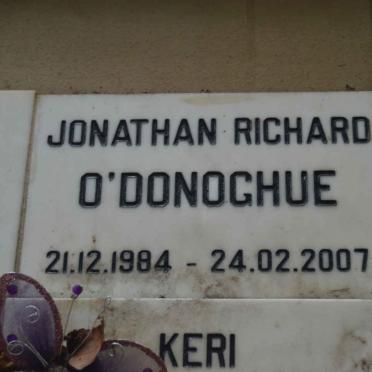 JONATHAN RICHARD
O'DONOGHUE
21.12.1984 - 24.02.2007
KERI